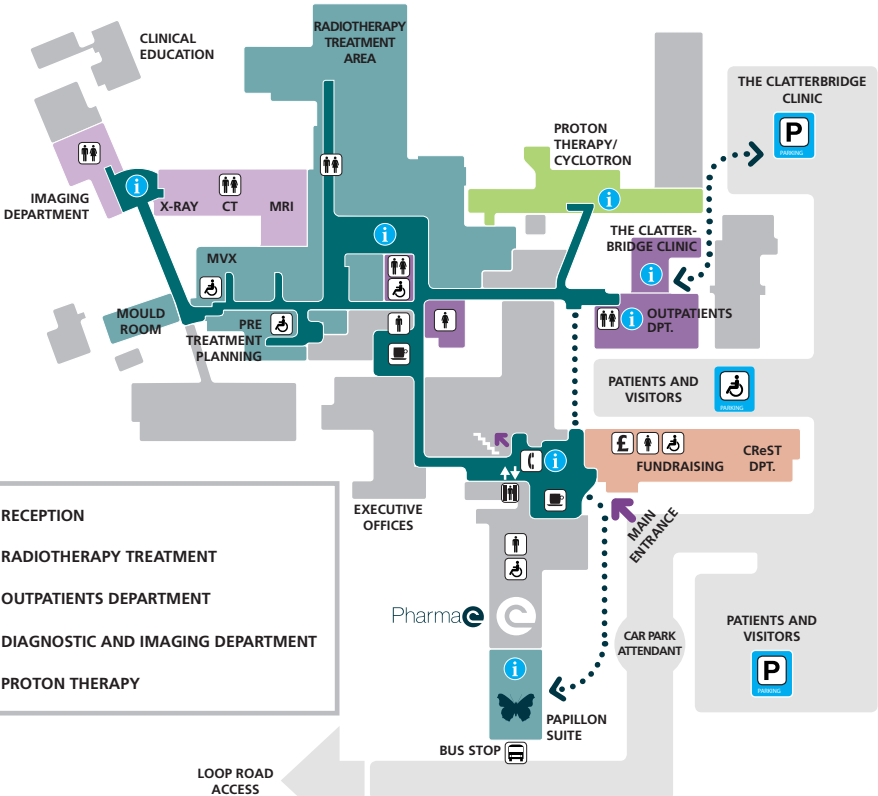 CLINICAL
EDUCATION
RADIOTHERAPY
TREATMENT
AREA
THE CLATTERBRIDGE
CLINIC
P
PARKING
PROTON
THERAPY/
CYCLOTRON
i
IMAGING
DEPARTMENT
i
X-RAY
CT
MRI
i
THE CLATTER-
BRIDGE CLINIC
i
MVX
MOULD
ROOM
PRE
TREATMENT
PLANNING
i
OUTPATIENTS
DPT.
PATIENTS AND
VISITORS
PARKING
£
FUNDRAISING
CReST
DPT.
i
EXECUTIVE
OFFICES
MAIN
ENTRANCE
RECEPTION
RADIOTHERAPY TREATMENT
OUTPATIENTS DEPARTMENT
DIAGNOSTIC AND IMAGING DEPARTMENT
PROTON THERAPY
Pharmae
e
CAR PARK
ATTENDANT
PATIENTS AND
VISITORS
P
PARKING
i
PAPILLON
SUITE
BUS STOP
LOOP ROAD
ACCESS